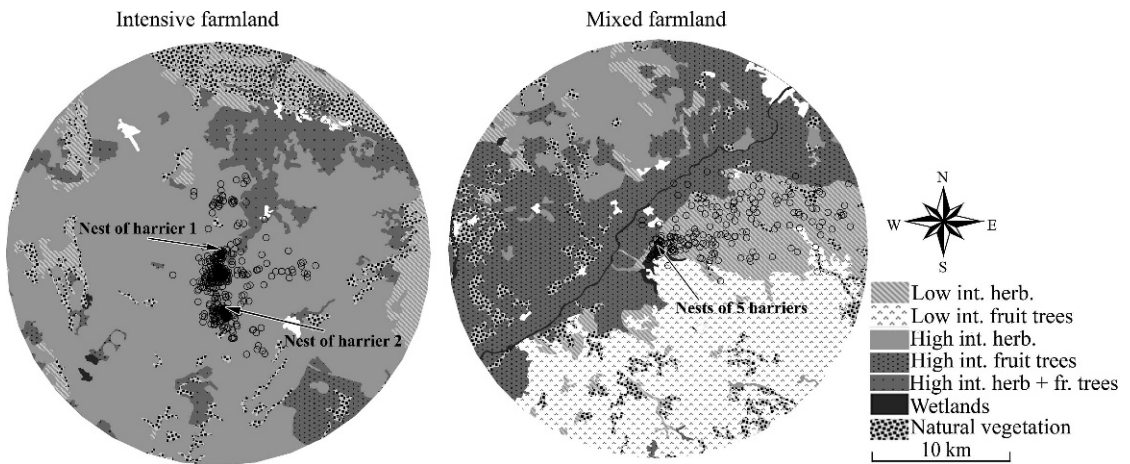 Intensive farmland
Mixed farmland
Nest of harrier 1
Nest of harrier 2
Nests of 5 harriers
N
W E
S
Low int. herb.
Low int. fruit trees
High int. herb.
High int. fruit trees
High int. herb + fr. trees
Wetlands
Natural vegetation
10 km